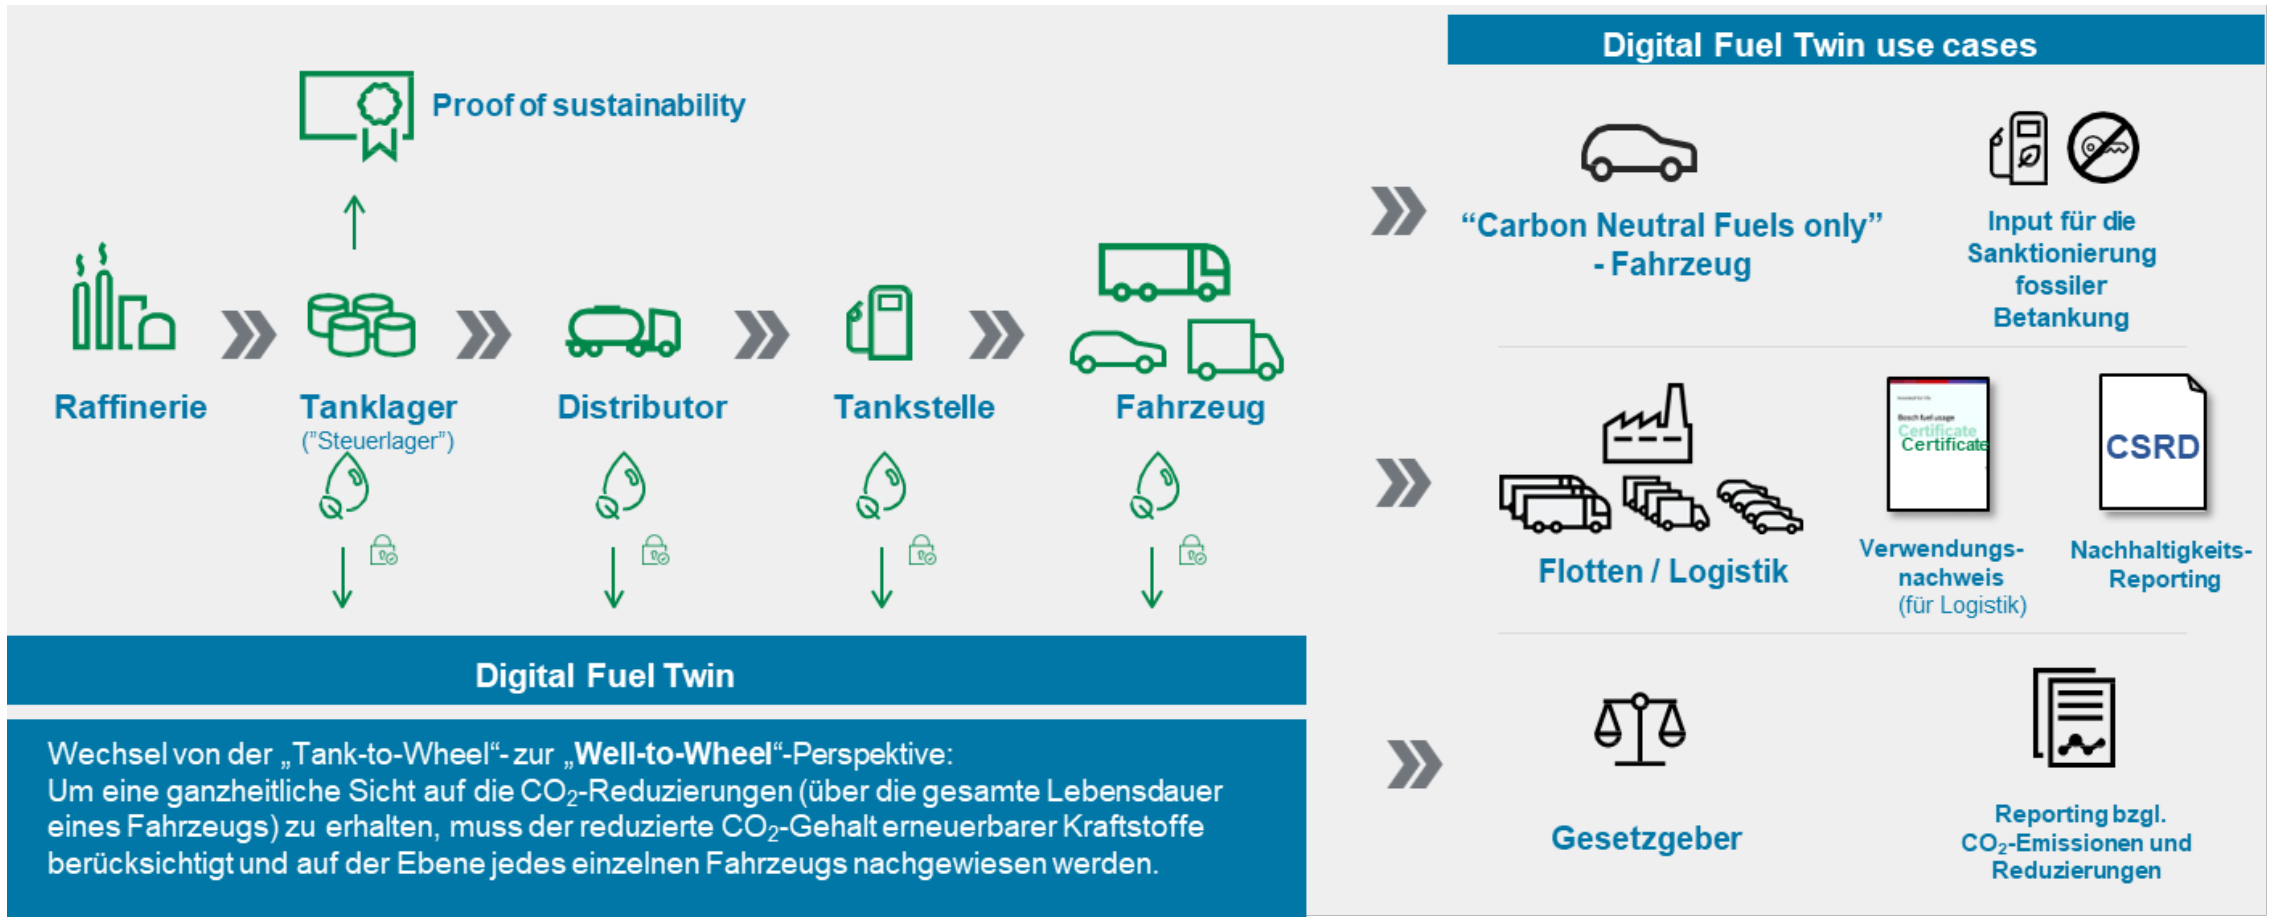 Proof of sustainability
Raffinerie
Tanklager
("Steuerlager")
Distributor
Tankstelle
Fahrzeug
Digital Fuel Twin
Wechsel von der „Tank-to-Wheel“- zur „Well-to-Wheel“-Perspektive:
Um eine ganzheitliche Sicht auf die CO₂-Reduzierungen (über die gesamte Lebensdauer
eines Fahrzeugs) zu erhalten, muss der reduzierte CO₂-Gehalt erneuerbarer Kraftstoffe
berücksichtigt und auf der Ebene jedes einzelnen Fahrzeugs nachgewiesen werden.
Digital Fuel Twin use cases
“Carbon Neutral Fuels only”
- Fahrzeug
Input für die
Sanktionierung
fossiler
Betankung
Flotten / Logistik
Bosch fuel usage
Certificate
Certificate
Verwendungs-
nachweis
(für Logistik)
CSRD
Nachhaltigkeits-
Reporting
Gesetzgeber
Reporting bzgl.
CO₂-Emissionen und
Reduzierungen